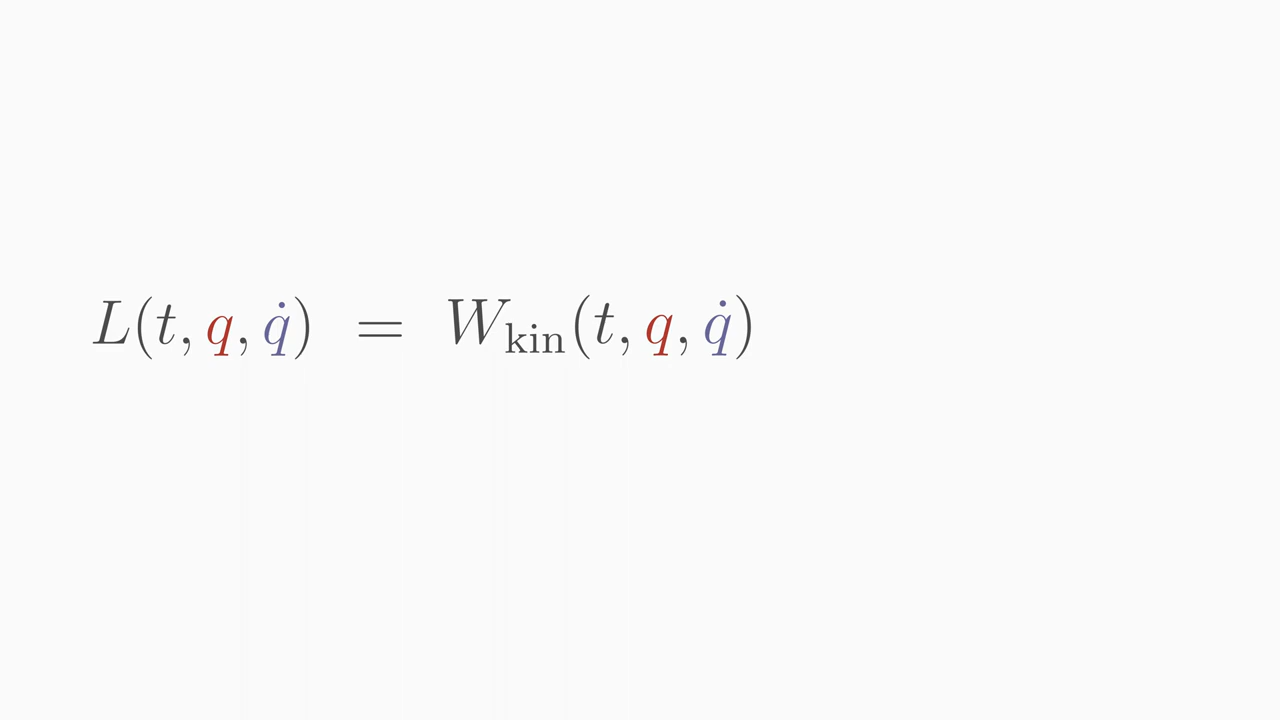 L(t, q, q̇) = W_kin(t, q, q̇)